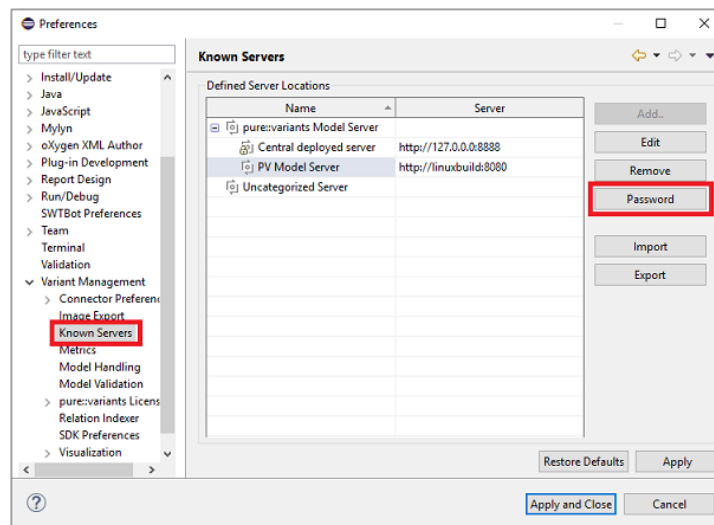 Preferences
type filter text
Install/Update
Java
JavaScript
Mylyn
oXygen XML Author
Plug-in Development
Report Design
Run/Debug
SWTBot Preferences
Team
Terminal
Validation
Variant Management
Connector Preferenc
Image Export
Known Servers
Metrics
Model Handling
Model Validation
pure::variants Licens
Relation Indexer
SDK Preferences
Visualization
Known Servers
Defined Server Locations
Name Server
pure::variants Model Server
Central deployed server http://127.0.0.0:8888
PV Model Server http://linuxbuild:8080
Uncategorized Server
Add..
Edit
Remove
Password
Import
Export
Restore Defaults Apply
Apply and Close Cancel